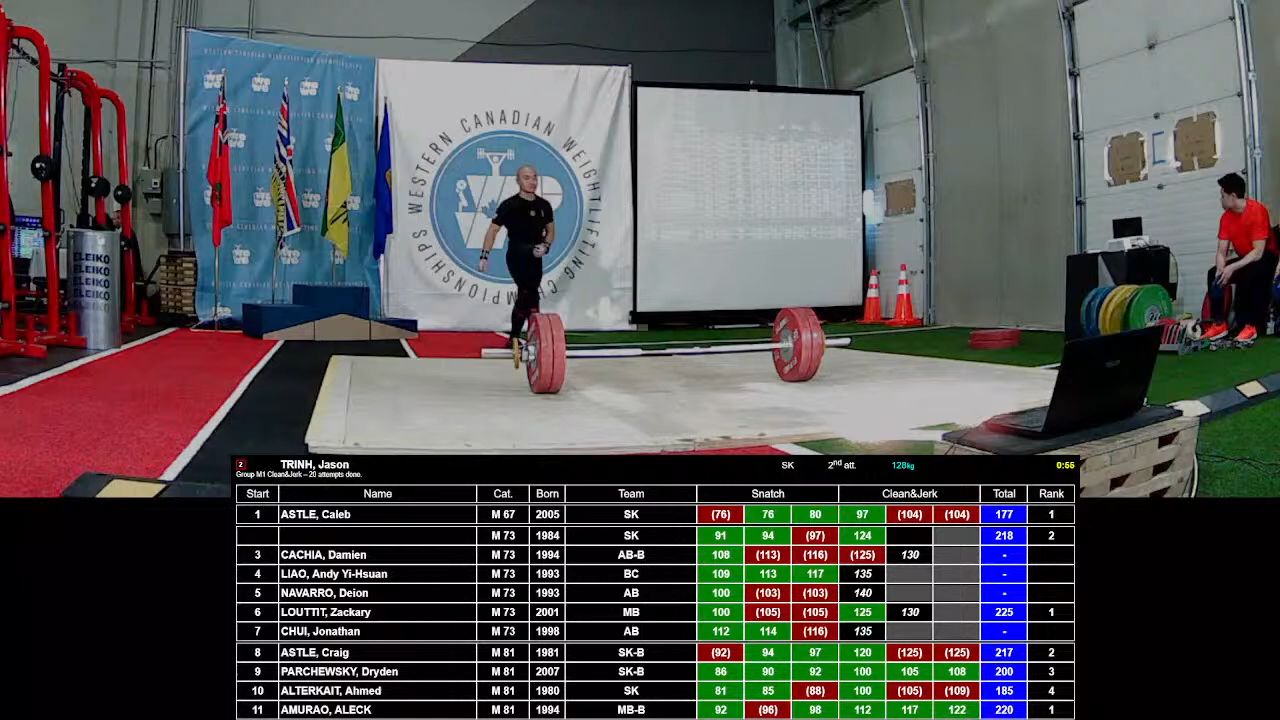 WESTERN CANADIAN WEIGHTLIFTING CHAMPIONSHIPS
ELEIKO
ELEIKO
ELEIKO
ELEIKO
2 TRINH, Jason SK 2nd att. 128kg 0:55
Group M1 Clean&Jerk – 20 attempts done.
Start Name Cat. Born Team Snatch Clean&Jerk Total Rank
1 ASTLE, Caleb M 67 2005 SK (76) 76 80 97 (104) (104) 177 1
M 73 1984 SK 91 94 (97) 124 218 2
3 CACHIA, Damien M 73 1994 AB-B 108 (113) (116) (125) 130 -
4 LIAO, Andy Yi-Hsuan M 73 1993 BC 109 113 117 135 -
5 NAVARRO, Deion M 73 1993 AB 100 (103) (103) 140 -
6 LOUTTIT, Zackary M 73 2001 MB 100 (105) (105) 125 130 225 1
7 CHUI, Jonathan M 73 1998 AB 112 114 (116) 135 -
8 ASTLE, Craig M 81 1981 SK-B (92) 94 97 120 (125) (125) 217 2
9 PARCHEWSKY, Dryden M 81 2007 SK-B 86 90 92 100 105 108 200 3
10 ALTERKAIT, Ahmed M 81 1980 SK 81 85 (88) 100 (105) (109) 185 4
11 AMURAO, ALECK M 81 1994 MB-B 92 (96) 98 112 117 122 220 1